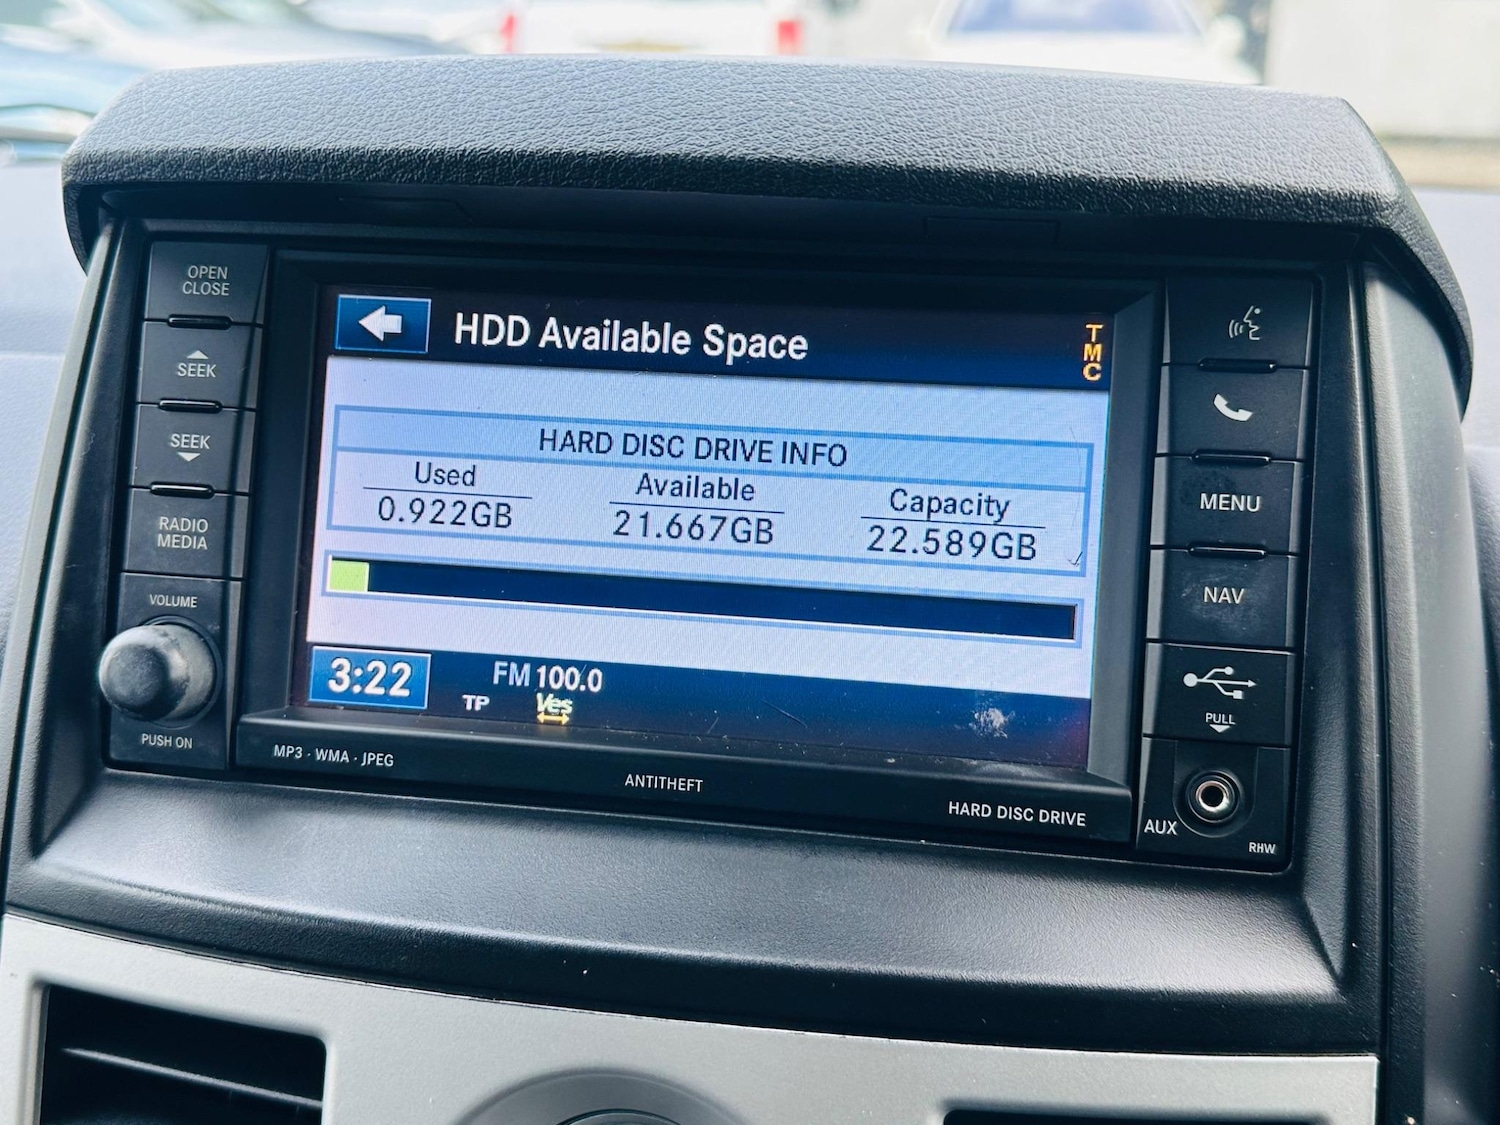 OPEN
CLOSE
SEEK
SEEK
RADIO
MEDIA
VOLUME
PUSH ON
HDD Available Space
TMC
HARD DISC DRIVE INFO
Used Available Capacity
0.922GB 21.667GB 22.589GB
3:22 FM 100.0
TP Ves
MP3 · WMA · JPEG
ANTITHEFT
HARD DISC DRIVE
MENU
NAV
PULL
AUX
RHW